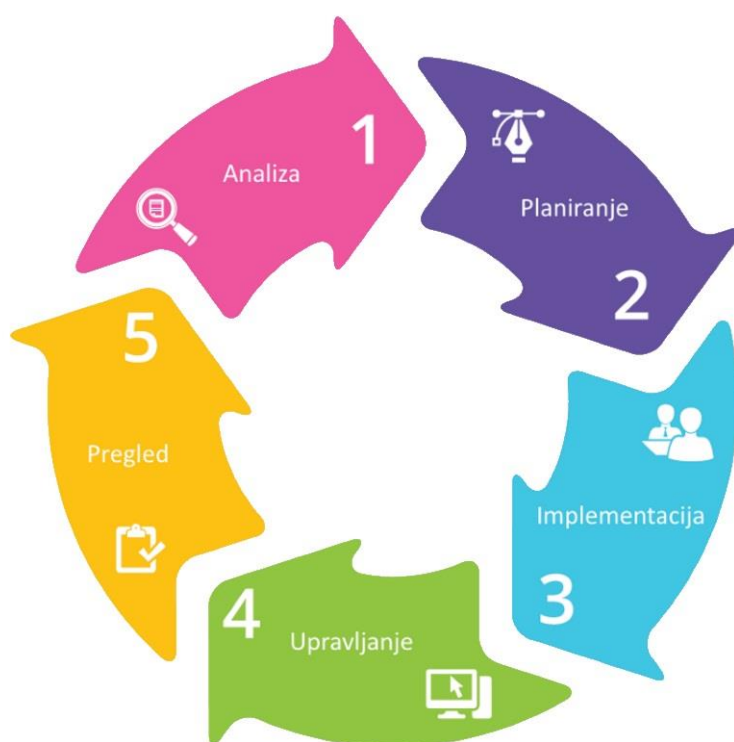 1
Analiza
2
Planiranje
3
Implementacija
4
Upravljanje
5
Pregled